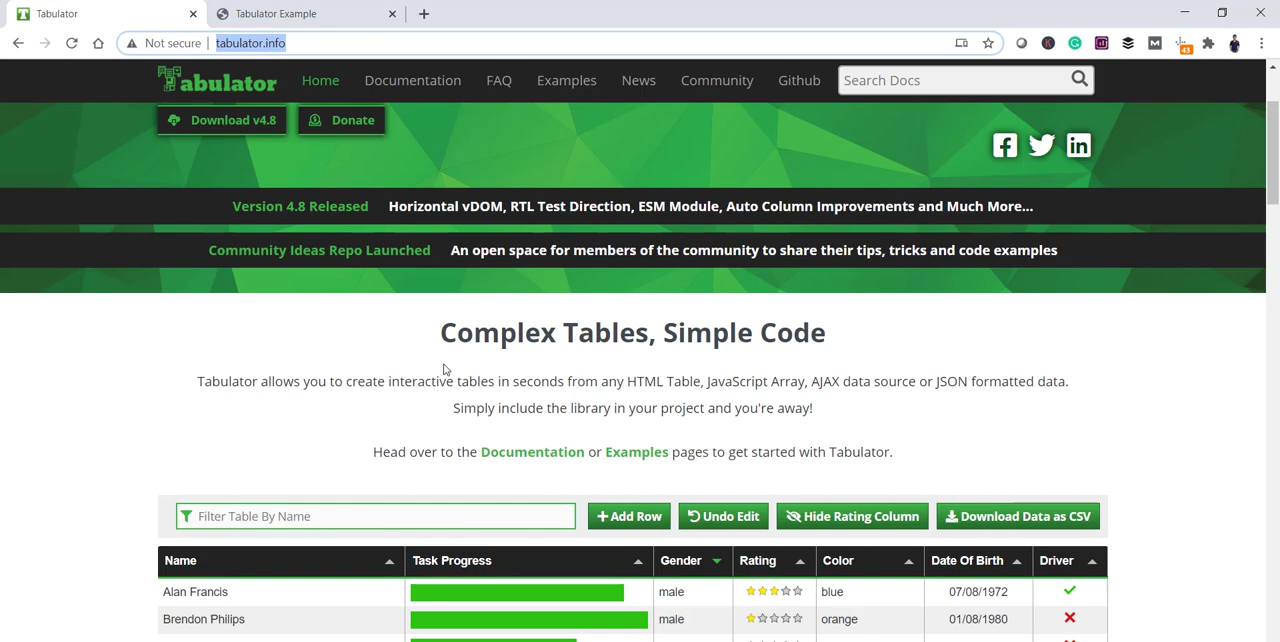 Tabulator
Tabulator Example
Not secure
tabulator.info
43
Tabulator
Home
Documentation
FAQ
Examples
News
Community
Github
Search Docs
Download v4.8
Donate
Version 4.8 Released Horizontal vDOM, RTL Test Direction, ESM Module, Auto Column Improvements and Much More...
Community Ideas Repo Launched An open space for members of the community to share their tips, tricks and code examples
Complex Tables, Simple Code
Tabulator allows you to create interactive tables in seconds from any HTML Table, JavaScript Array, AJAX data source or JSON formatted data.
Simply include the library in your project and you're away!
Head over to the Documentation or Examples pages to get started with Tabulator.
Filter Table By Name
Add Row
Undo Edit
Hide Rating Column
Download Data as CSV
Name Task Progress Gender Rating Color Date Of Birth Driver
Alan Francis male blue 07/08/1972
Brendon Philips male orange 01/08/1980